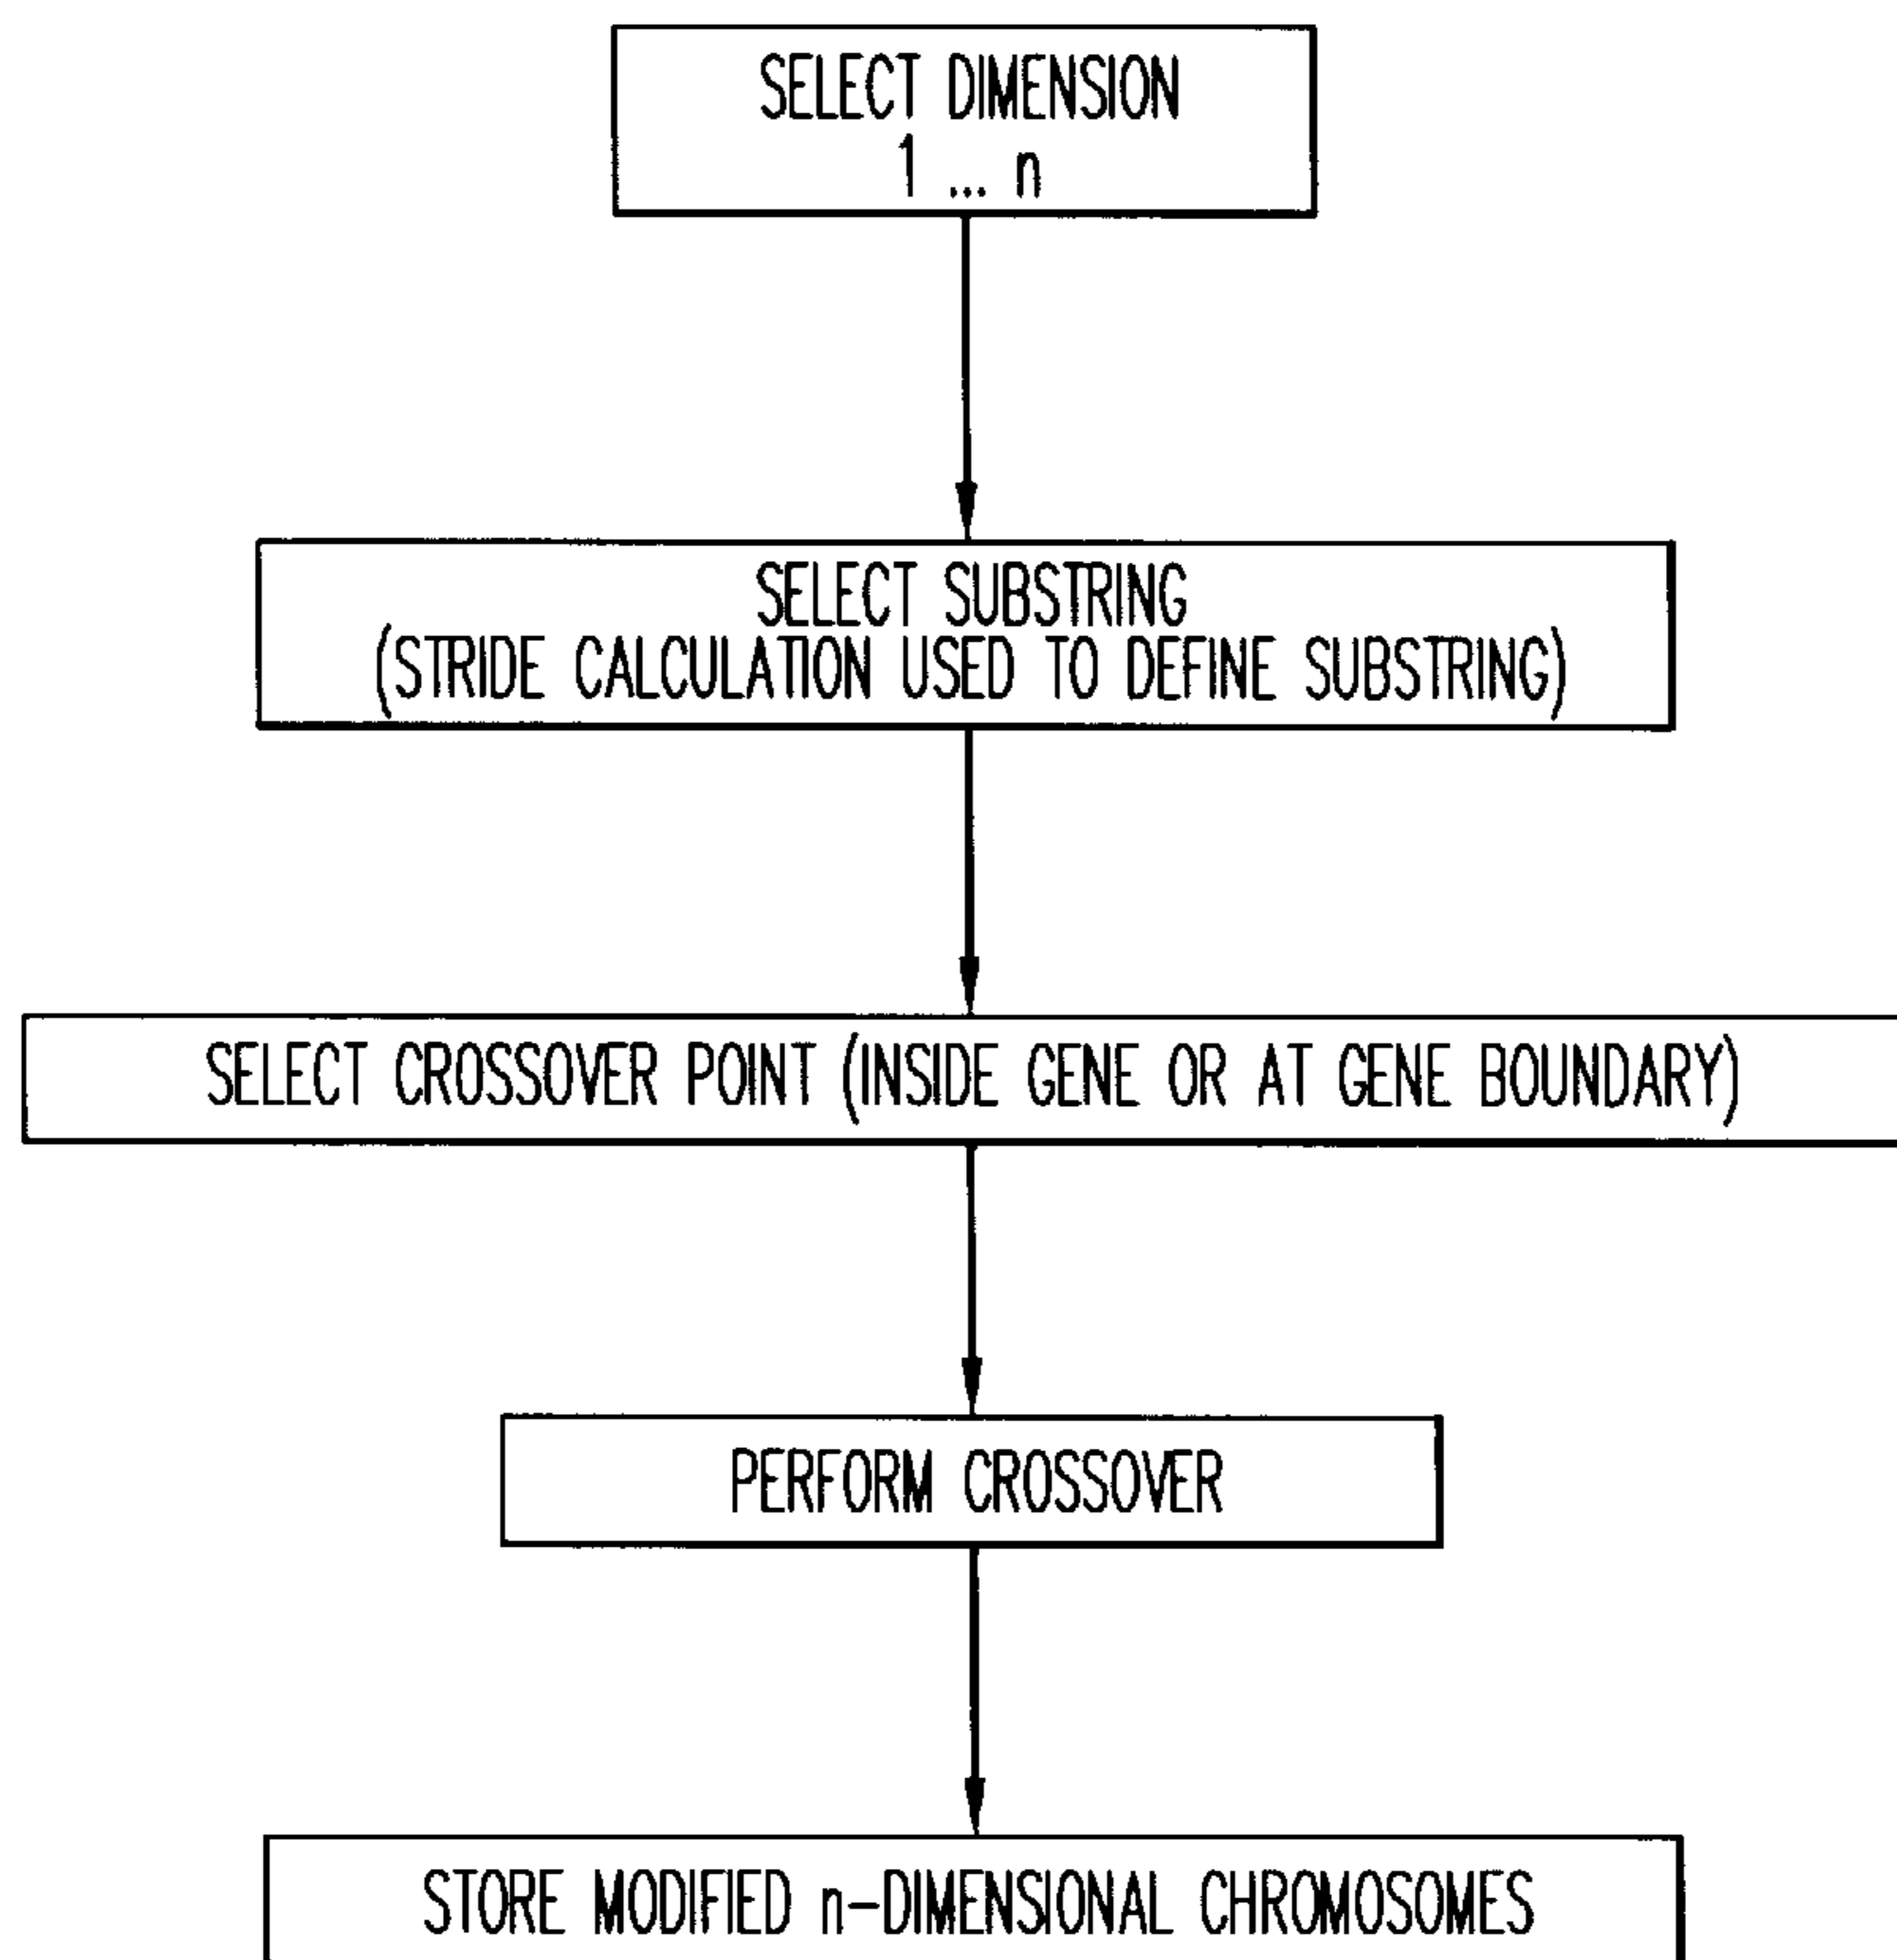 SELECT DIMENSION
1 ... n
SELECT SUBSTRING
(STRIDE CALCULATION USED TO DEFINE SUBSTRING)
SELECT CROSSOVER POINT (INSIDE GENE OR AT GENE BOUNDARY)
PERFORM CROSSOVER
STORE MODIFIED n-DIMENSIONAL CHROMOSOMES